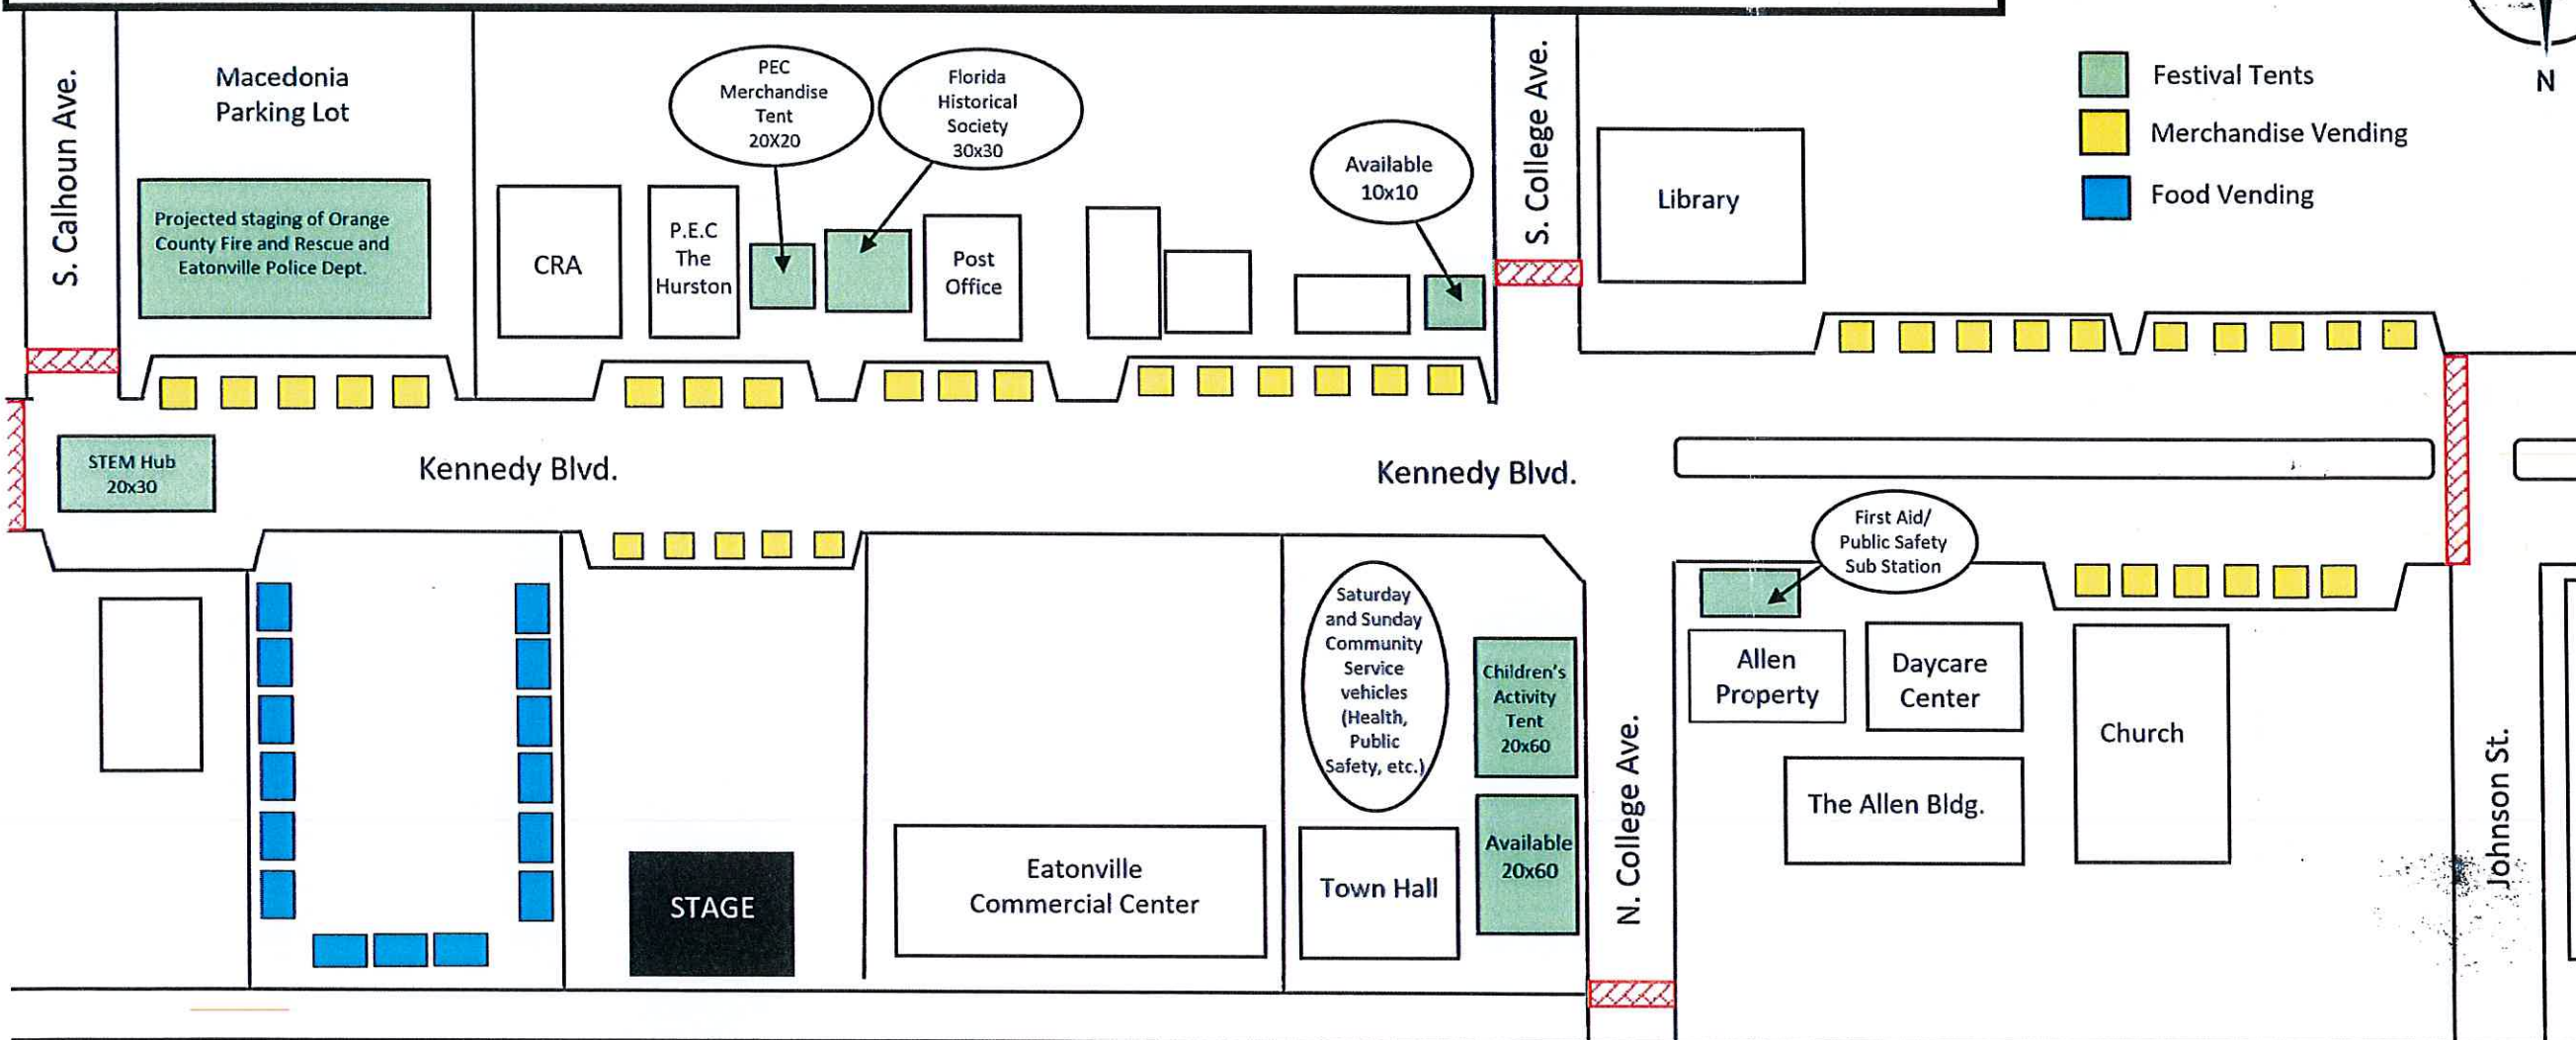 S. Calhoun Ave.
Macedonia
Parking Lot
Projected staging of Orange
County Fire and Rescue and
Eatonville Police Dept.
CRA
P.E.C
The
Hurston
PEC
Merchandise
Tent
20X20
Florida
Historical
Society
30x30
Post
Office
Available
10x10
S. College Ave.
Library
Festival Tents
Merchandise Vending
Food Vending
N
STEM Hub
20x30
Kennedy Blvd.
Kennedy Blvd.
First Aid/
Public Safety
Sub Station
STAGE
Eatonville
Commercial Center
Saturday
and Sunday
Community
Service
vehicles
(Health,
Public
Safety, etc.)
Town Hall
Children's
Activity
Tent
20x60
Available
20x60
N. College Ave.
Allen
Property
Daycare
Center
The Allen Bldg.
Church
Johnson St.